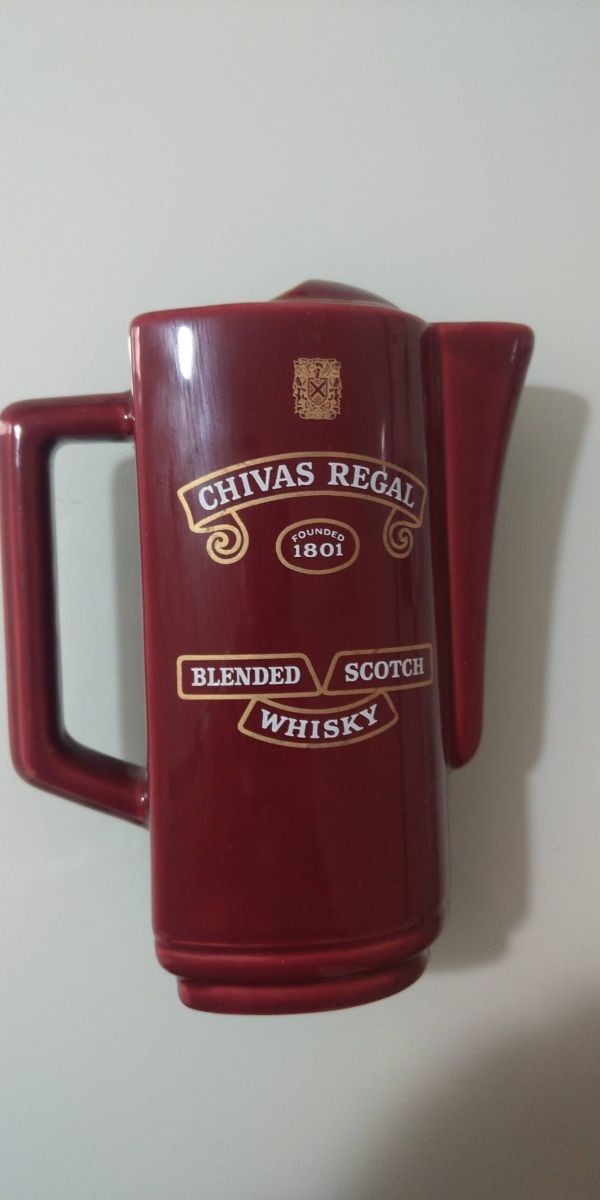 CHIVAS REGAL
FOUNDED
1801
BLENDED SCOTCH
WHISKY